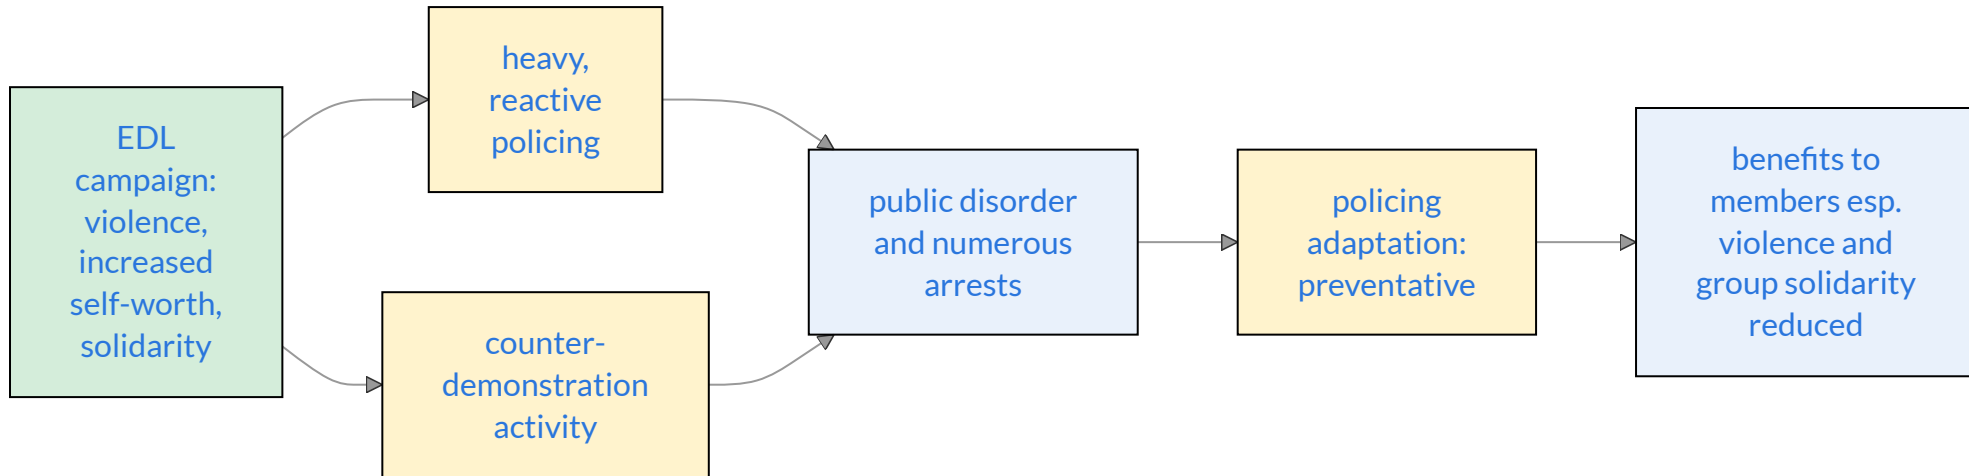 EDL
campaign:
violence,
increased
self-worth,
solidarity
heavy,
reactive
policing
counter-
demonstration
activity
public disorder
and numerous
arrests
policing
adaptation:
preventative
benefits to
members esp.
violence and
group solidarity
reduced